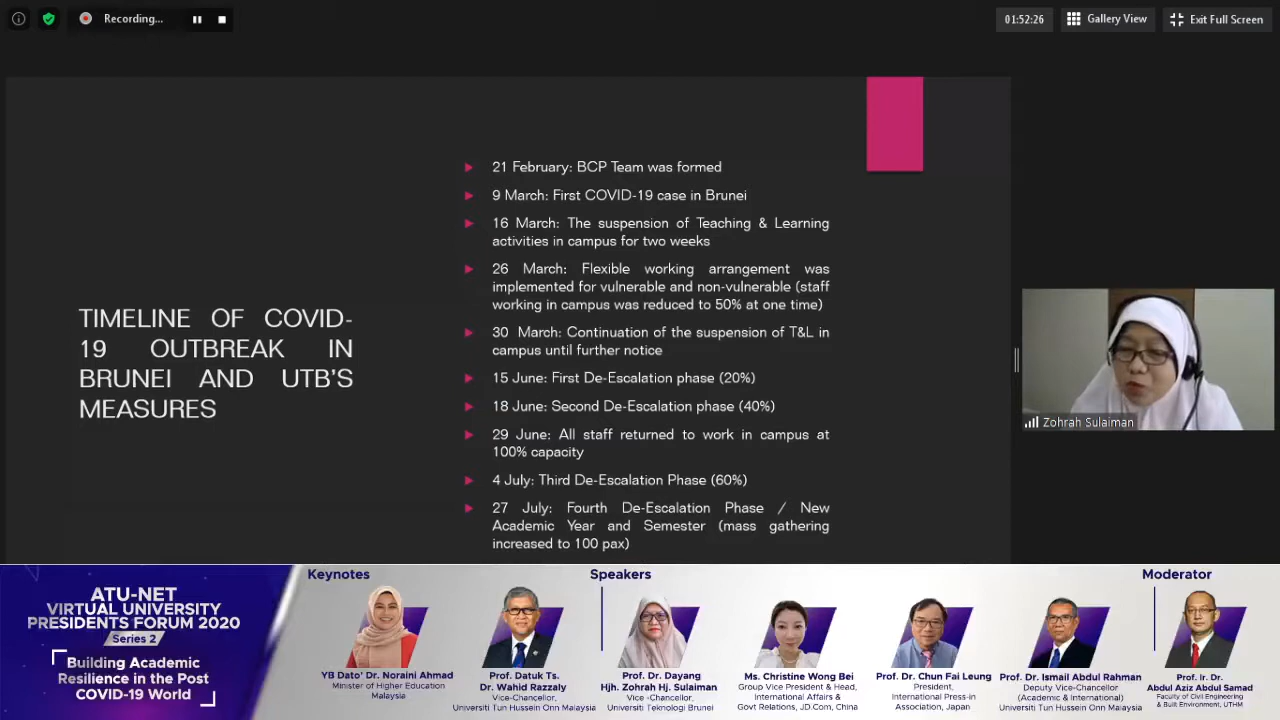 Recording...
01:52:26
Gallery View
Exit Full Screen
TIMELINE OF COVID-
19 OUTBREAK IN
BRUNEI AND UTB'S
MEASURES
21 February: BCP Team was formed
9 March: First COVID-19 case in Brunei
16 March: The suspension of Teaching & Learning
activities in campus for two weeks
26 March: Flexible working arrangement was
implemented for vulnerable and non-vulnerable (staff
working in campus was reduced to 50% at one time)
30 March: Continuation of the suspension of T&L in
campus until further notice
15 June: First De-Escalation phase (20%)
18 June: Second De-Escalation phase (40%)
29 June: All staff returned to work in campus at
100% capacity
4 July: Third De-Escalation Phase (60%)
27 July: Fourth De-Escalation Phase / New
Academic Year and Semester (mass gathering
increased to 100 pax)
Zohrah Sulaiman
ATU-NET
VIRTUAL UNIVERSITY
PRESIDENTS FORUM 2020
Series 2
Building Academic
Resilience in the Post
COVID-19 World
Keynotes
Speakers
Moderator
YB Dato' Dr. Noraini Ahmad
Minister of Higher Education
Malaysia
Prof. Datuk Ts.
Dr. Wahid Razzaly
Vice-Chancellor,
Universiti Tun Hussein Onn Malaysia
Prof. Dr. Dayang
Hjh. Zohrah Hj. Sulaiman
Vice -Chancellor,
Universiti Teknologi Brunei
Ms. Christine Wong Bei
Group Vice President & Head,
International Affairs &
Govt Relations, JD.Com, China
Prof. Dr. Chun Fai Leung
President,
International Press-in
Association, Japan
Prof. Dr. Ismail Abdul Rahman
Deputy Vice-Chancellor
(Academic & International)
Universiti Tun Hussein Onn Malaysia
Prof. Ir. Dr.
Abdul Aziz Abdul Samad
Faculty of Civil Engineering
& Built Environment, UTHM